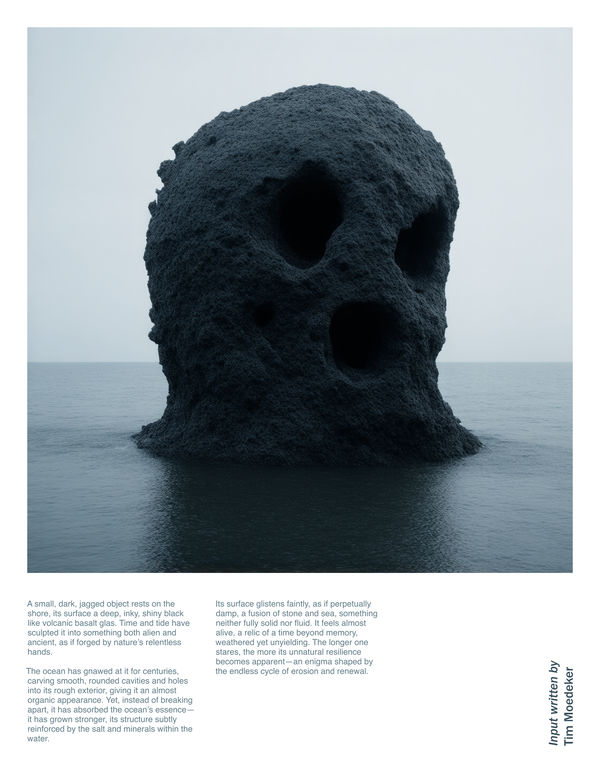 A small, dark, jagged object rests on the
shore, its surface a deep, inky, shiny black
like volcanic basalt glas. Time and tide have
sculpted it into something both alien and
ancient, as if forged by nature's relentless
hands.
The ocean has gnawed at it for centuries,
carving smooth, rounded cavities and holes
into its rough exterior, giving it an almost
organic appearance. Yet, instead of breaking
apart, it has absorbed the ocean's essence—
it has grown stronger, its structure subtly
reinforced by the salt and minerals within the
water.
Its surface glistens faintly, as if perpetually
damp, a fusion of stone and sea, something
neither fully solid nor fluid. It feels almost
alive, a relic of a time beyond memory,
weathered yet unyielding. The longer one
stares, the more its unnatural resilience
becomes apparent—an enigma shaped by
the endless cycle of erosion and renewal.
Input written by
Tim Moedeker